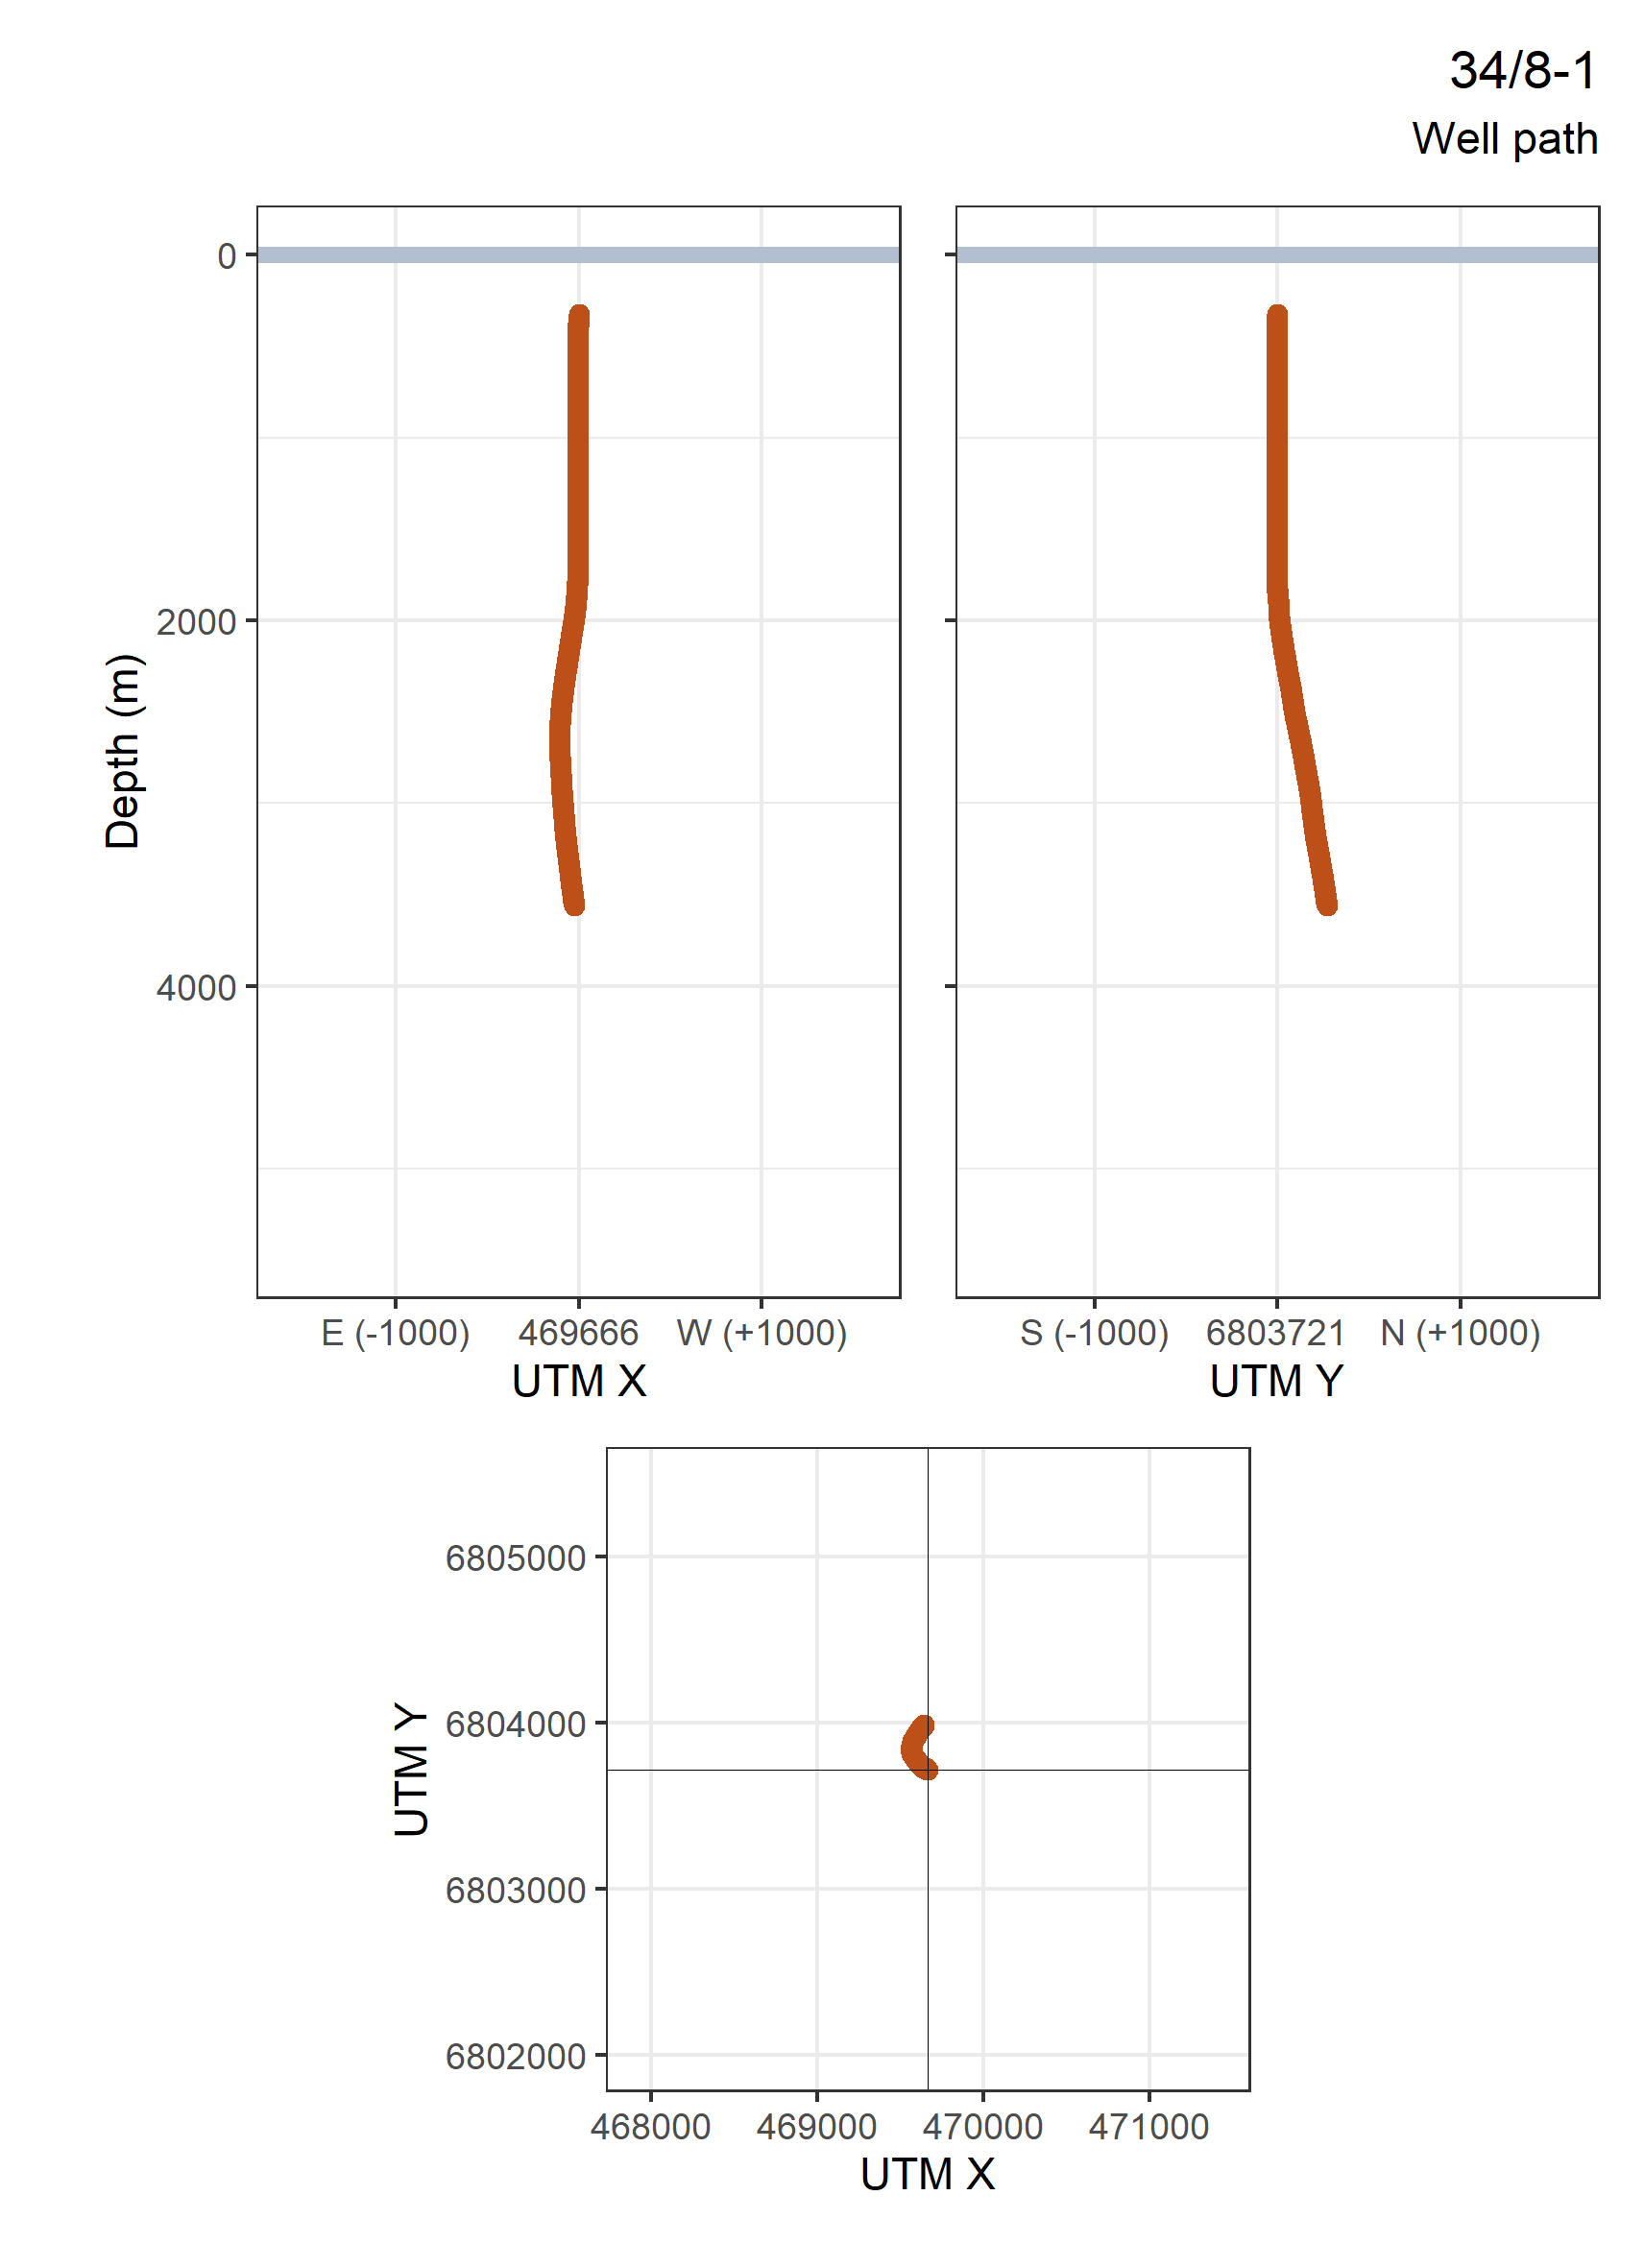 34/8-1
Well path
0
2000
4000
Depth (m)
E (-1000) 469666 W (+1000)
UTM X
S (-1000) 6803721 N (+1000)
UTM Y
6805000
6804000
6803000
6802000
UTM Y
468000 469000 470000 471000
UTM X